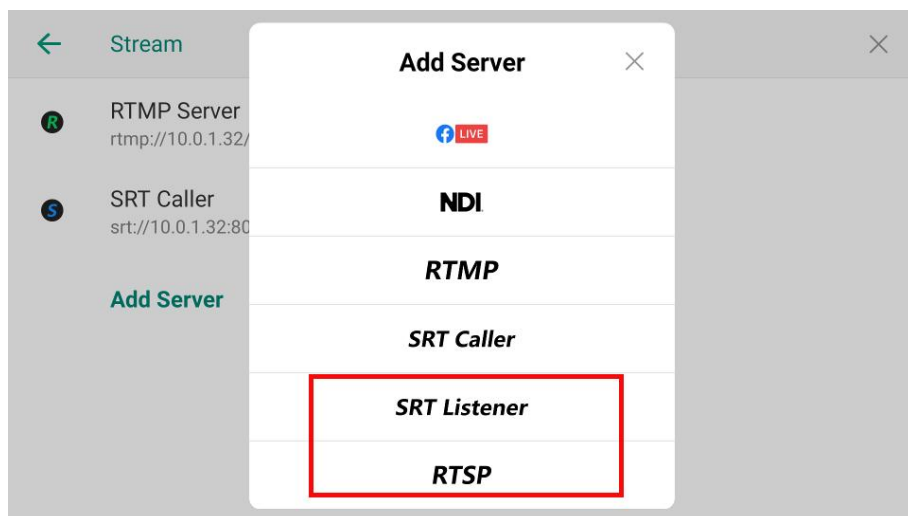 Stream
RTMP Server
rtmp://10.0.1.32/
SRT Caller
srt://10.0.1.32:80
Add Server
Add Server
LIVE
NDI
RTMP
SRT Caller
SRT Listener
RTSP